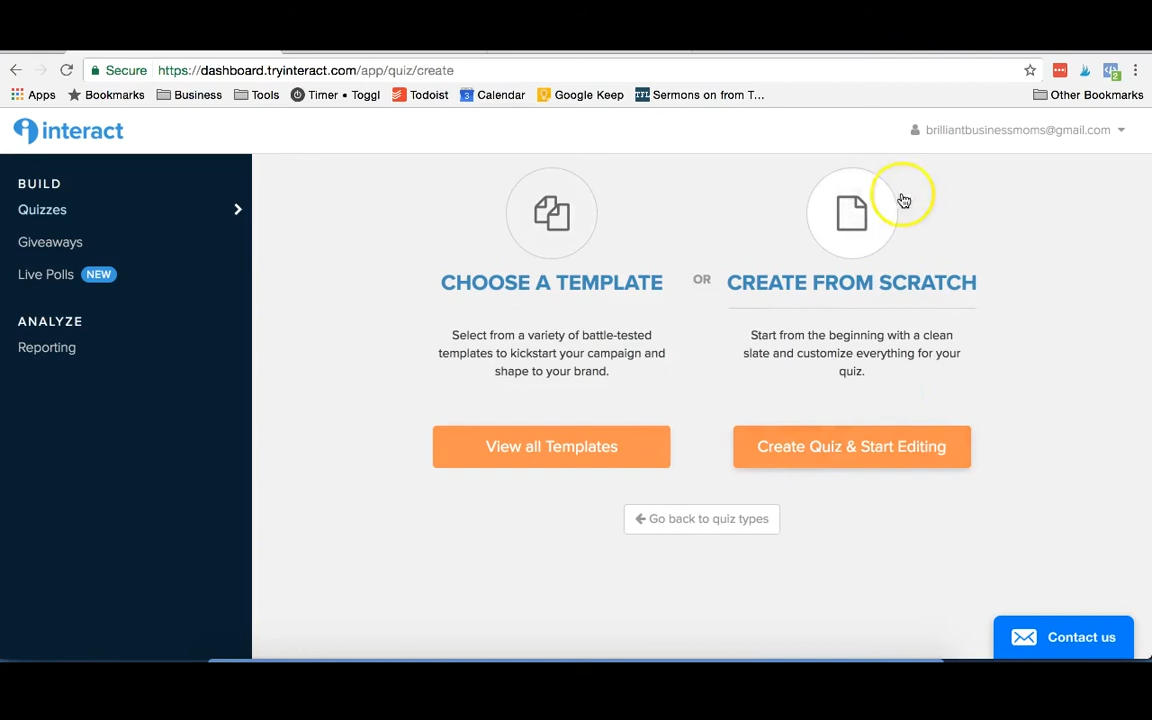 Secure https://dashboard.tryinteract.com/app/quiz/create
Apps Bookmarks Business Tools Timer • Toggl Todoist 3 Calendar Google Keep TFL Sermons on from T... Other Bookmarks
2
interact
brilliantbusinessmoms@gmail.com
BUILD
Quizzes
Giveaways
Live Polls NEW
ANALYZE
Reporting
CHOOSE A TEMPLATE
Select from a variety of battle-tested
templates to kickstart your campaign and
shape to your brand.
View all Templates
OR
CREATE FROM SCRATCH
Start from the beginning with a clean
slate and customize everything for your
quiz.
Create Quiz & Start Editing
Go back to quiz types
Contact us